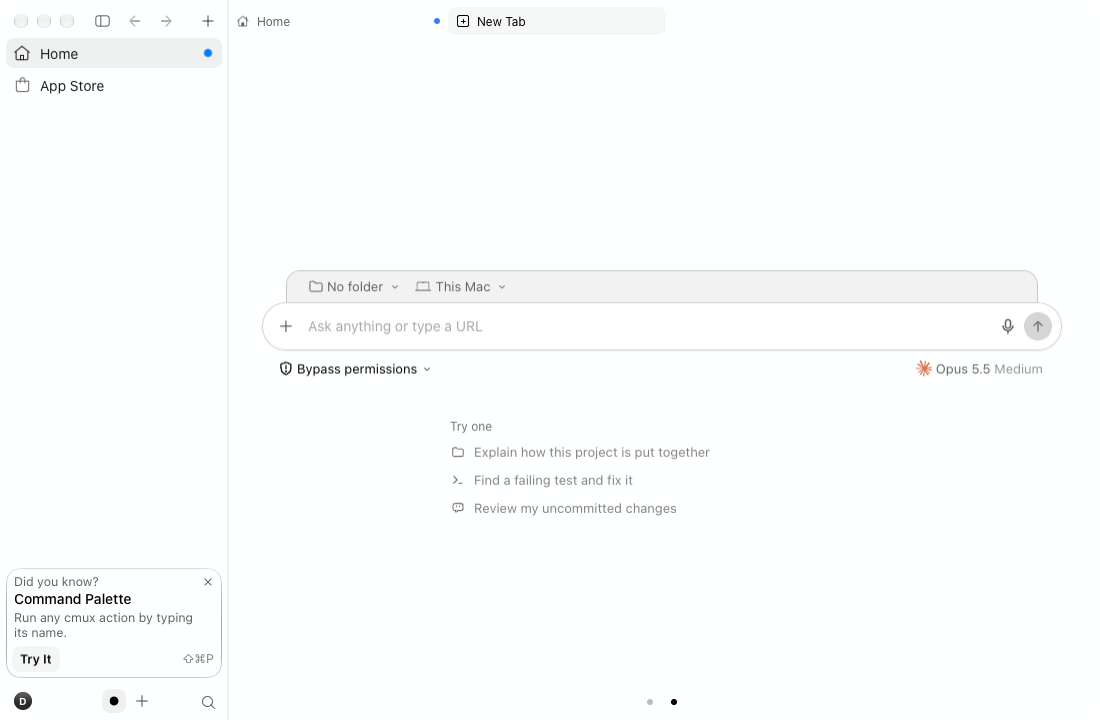 Home
New Tab
Home
App Store
No folder
This Mac
Ask anything or type a URL
Bypass permissions
Opus 5.5 Medium
Try one
Explain how this project is put together
Find a failing test and fix it
Review my uncommitted changes
Did you know?
Command Palette
Run any cmux action by typing
its name.
Try It
⇧⌘P
D